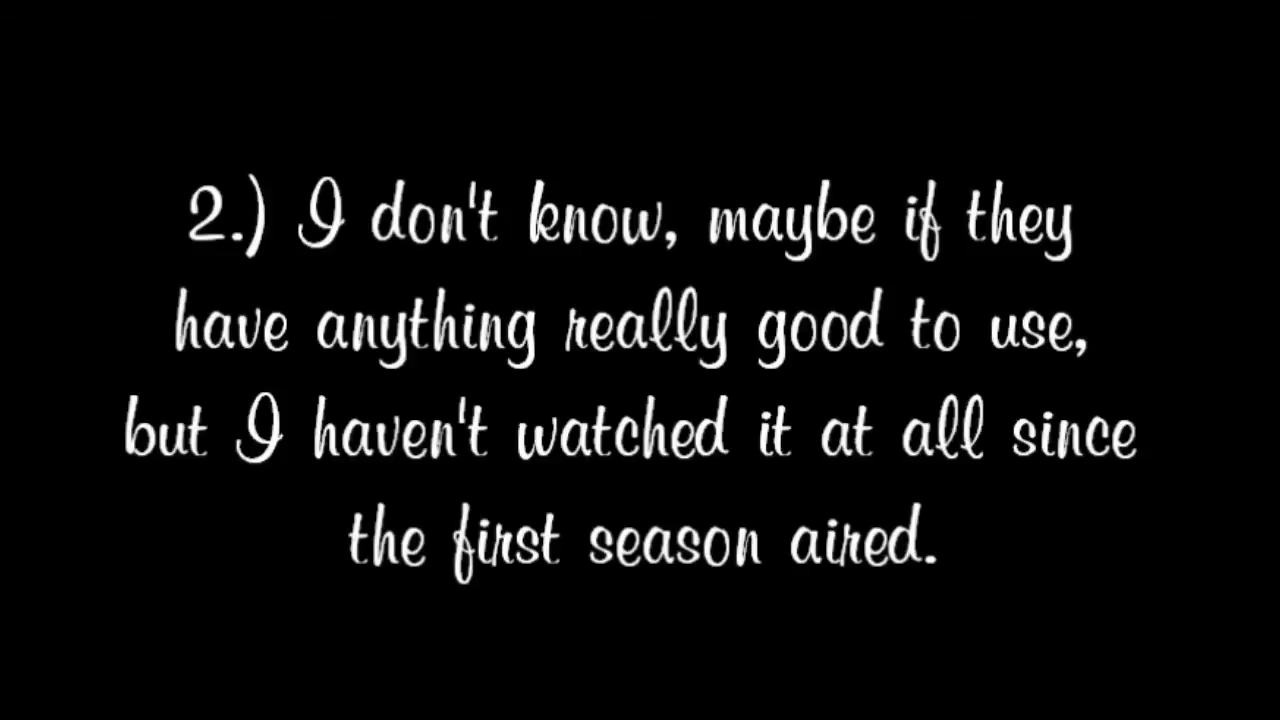 2.) I don't know, maybe if they
have anything really good to use,
but I haven't watched it at all since
the first season aired.